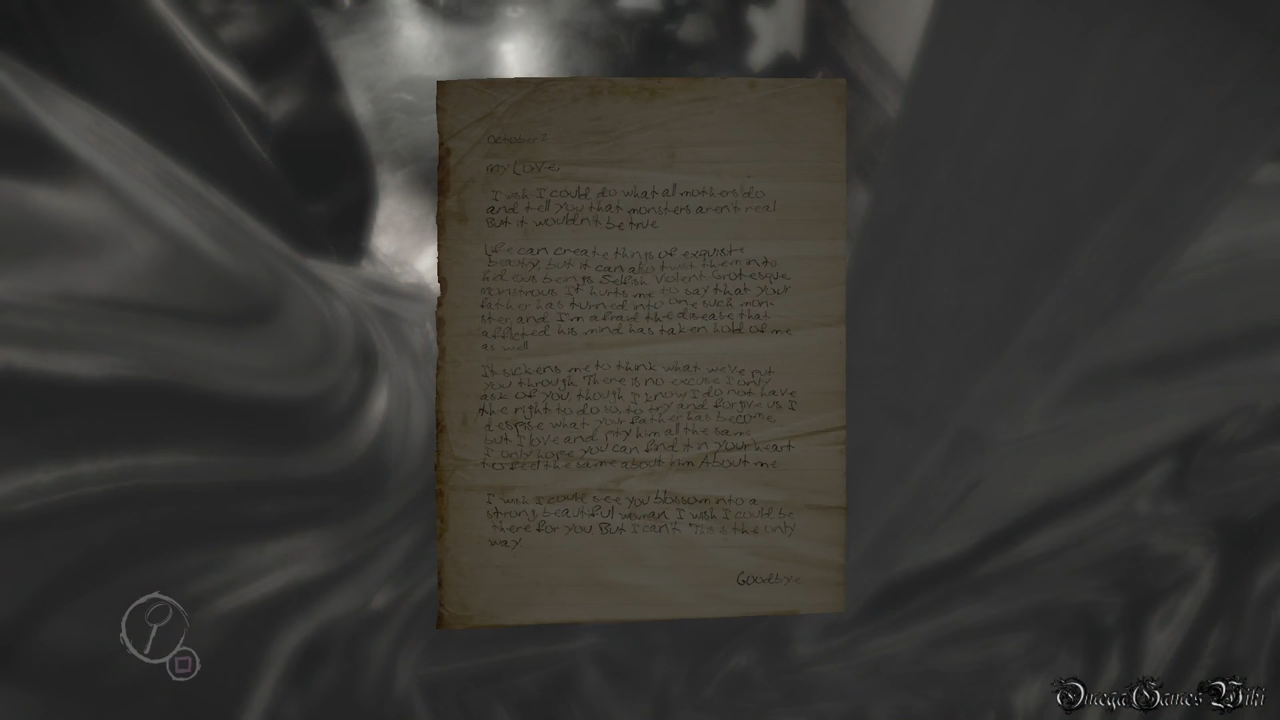 October
My Love,
I wish I could do what all mothers do
and tell you that monsters aren't real
But it wouldn't be true
Life can create things of exquisite
beauty, but it can also twist them into
hideous beings Selfish Violent Grotesque
monstrous It hurts me to say that your
father has turned into one such mon-
ster, and I'm afraid the disease that
afflicted his mind has taken hold of me
as well
It sickens me to think what we've put
you through. There is no excuse I only
ask of you, though I know I do not have
the right to do so, to try and forgive us I
despise what your father has become
but I love and pity him all the same
I only hope you can find it in your heart
to feel the same about him About me
I wish I could see you blossom into a
strong, beautiful woman I wish I could be
there for you. But I can't This is the only
way.
Goodbye
OmegaGames Wiki